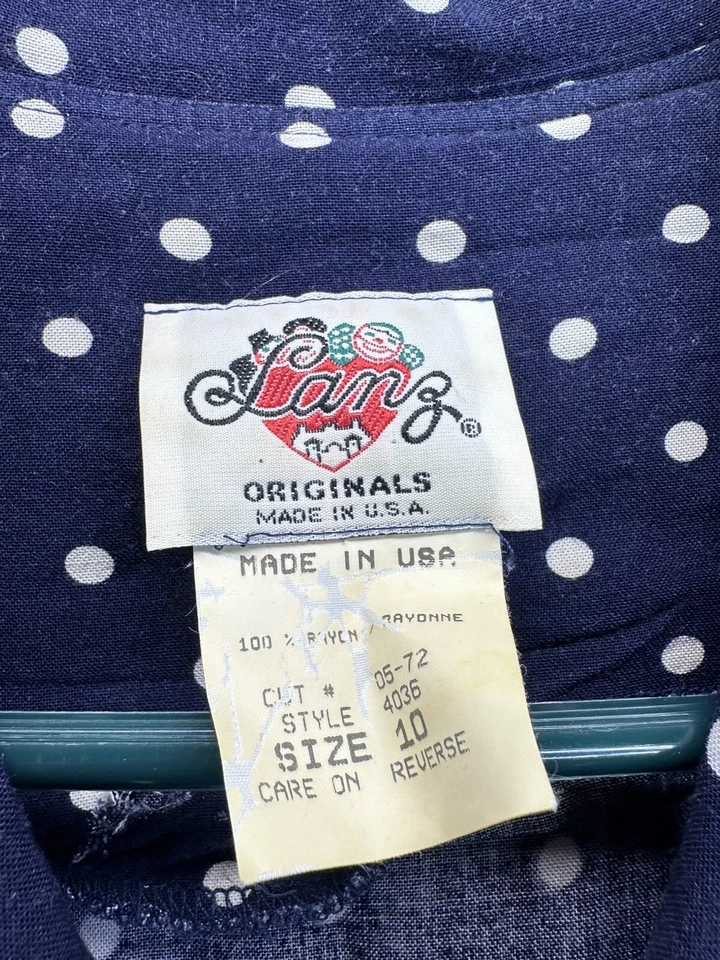 Lanz ®
ORIGINALS
MADE IN U.S.A.
MADE IN USA
100 % RAYON / RAYONNE
CUT # 05-72
STYLE 4036
SIZE 10
CARE ON REVERSE